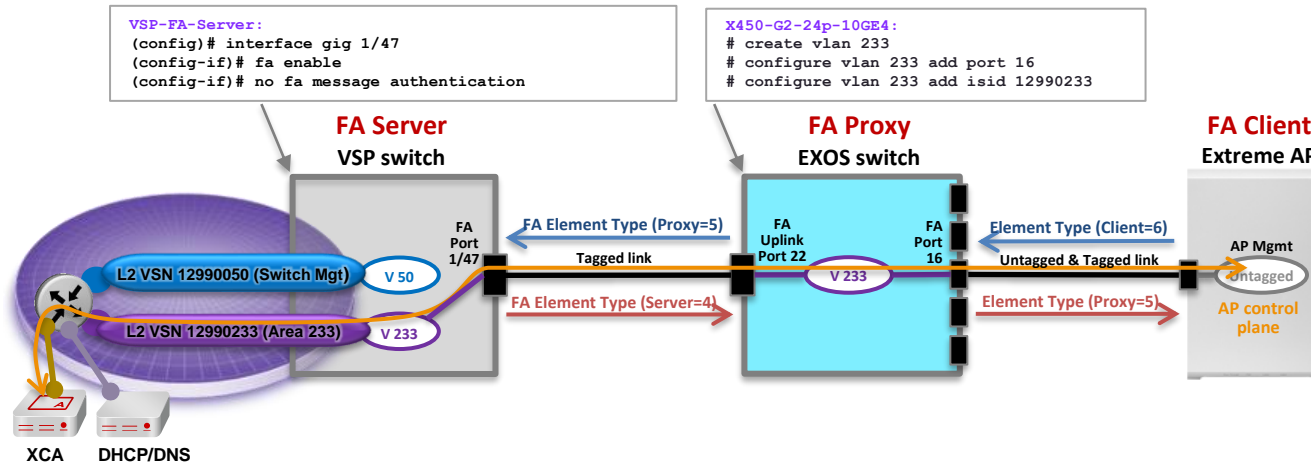 VSP-FA-Server:
(config)# interface gig 1/47
(config-if)# fa enable
(config-if)# no fa message authentication
X450-G2-24p-10GE4:
# create vlan 233
# configure vlan 233 add port 16
# configure vlan 233 add isid 12990233
FA Server
VSP switch
FA Proxy
EXOS switch
FA Client
Extreme AP
FA
Port
1/47
FA Element Type (Proxy=5)
Tagged link
FA Element Type (Server=4)
FA
Uplink
Port 22
FA
Port
16
Element Type (Client=6)
Untagged & Tagged link
Element Type (Proxy=5)
AP Mgmt
Untagged
AP control
plane
L2 VSN 12990050 (Switch Mgt)
V 50
L2 VSN 12990233 (Area 233)
V 233
V 233
A
XCA
DHCP/DNS